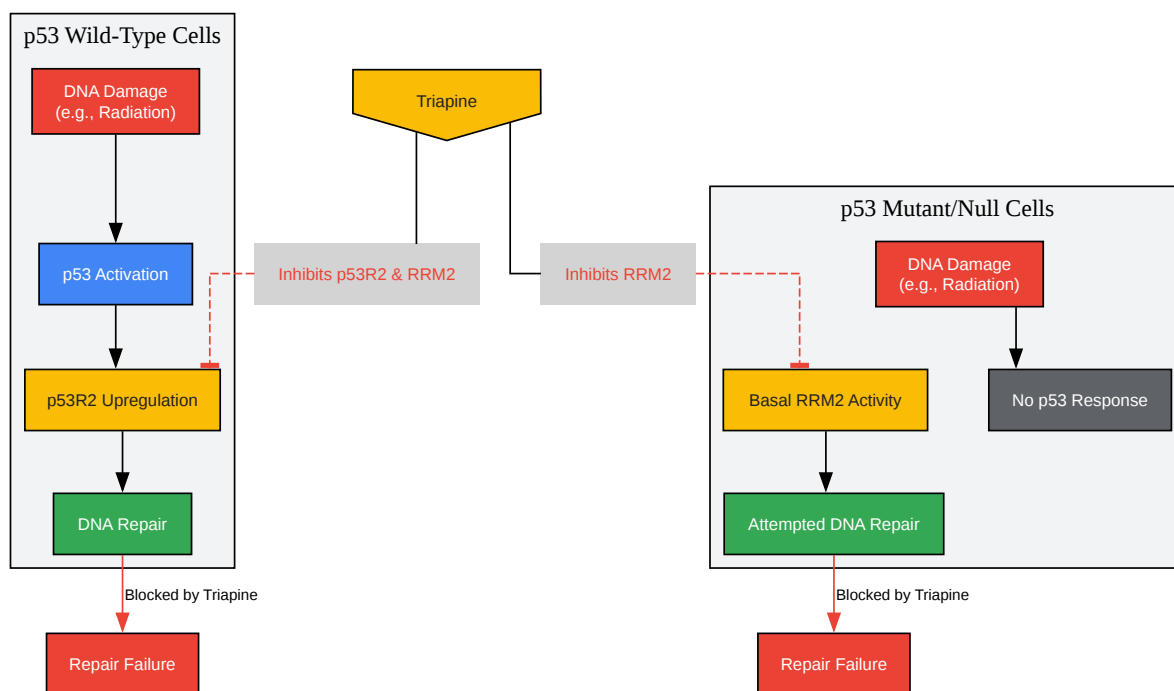 p53 Wild-Type Cells
DNA Damage
(e.g., Radiation)
p53 Activation
p53R2 Upregulation
DNA Repair
Blocked by Triapine
Repair Failure
Triapine
Inhibits p53R2 & RRM2
Inhibits RRM2
p53 Mutant/Null Cells
DNA Damage
(e.g., Radiation)
No p53 Response
Basal RRM2 Activity
Attempted DNA Repair
Blocked by Triapine
Repair Failure